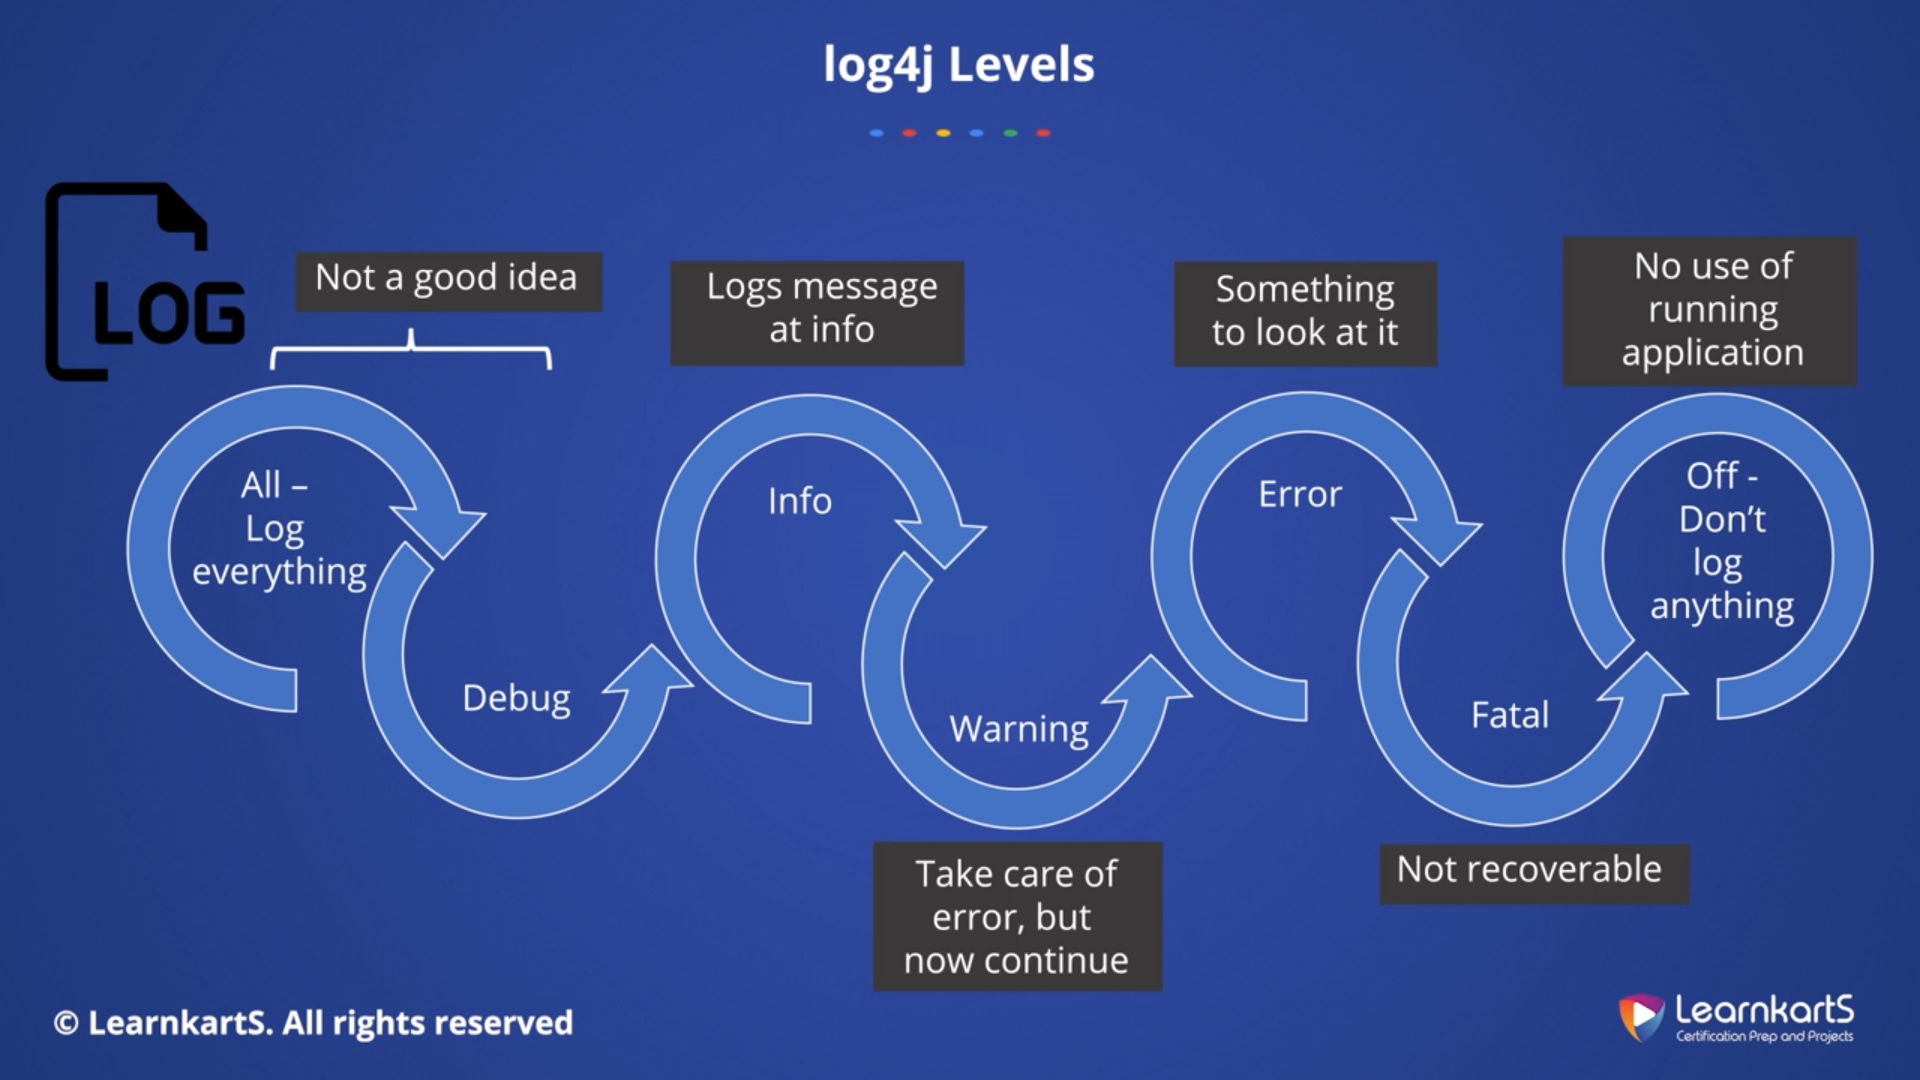 log4j Levels
LOG
Not a good idea
Logs message
at info
Something
to look at it
No use of
running
application
All –
Log
everything
Debug
Info
Warning
Error
Fatal
Off -
Don’t
log
anything
Take care of
error, but
now continue
Not recoverable
© LearnkartS. All rights reserved
LearnkartS
Certification Prep and Projects